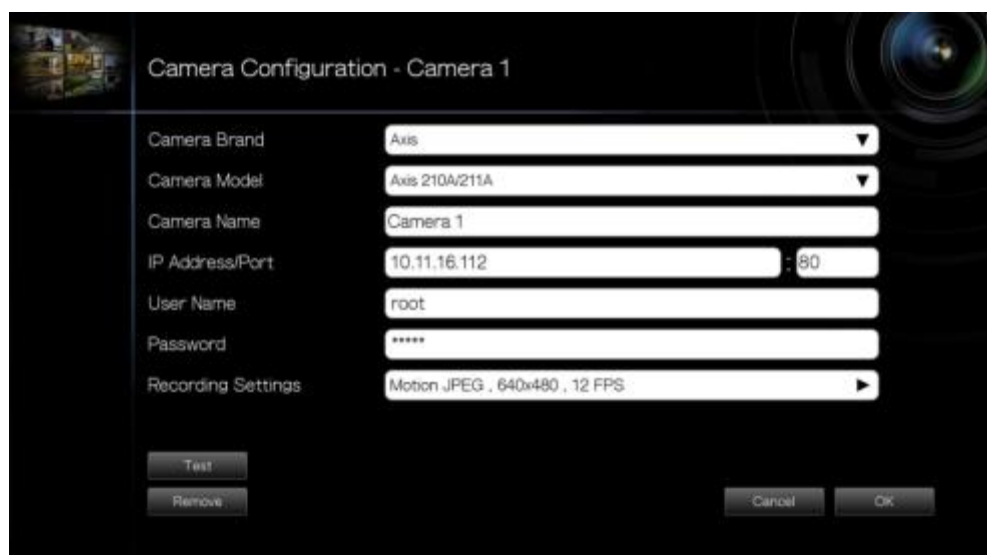 Camera Configuration - Camera 1
Camera Brand Axis ▼
Camera Model Axis 210A/211A ▼
Camera Name Camera 1
IP Address/Port 10.11.16.112 : 80
User Name root
Password *****
Recording Settings Motion JPEG , 640x480 , 12 FPS ►
Test
Remove Cancel OK